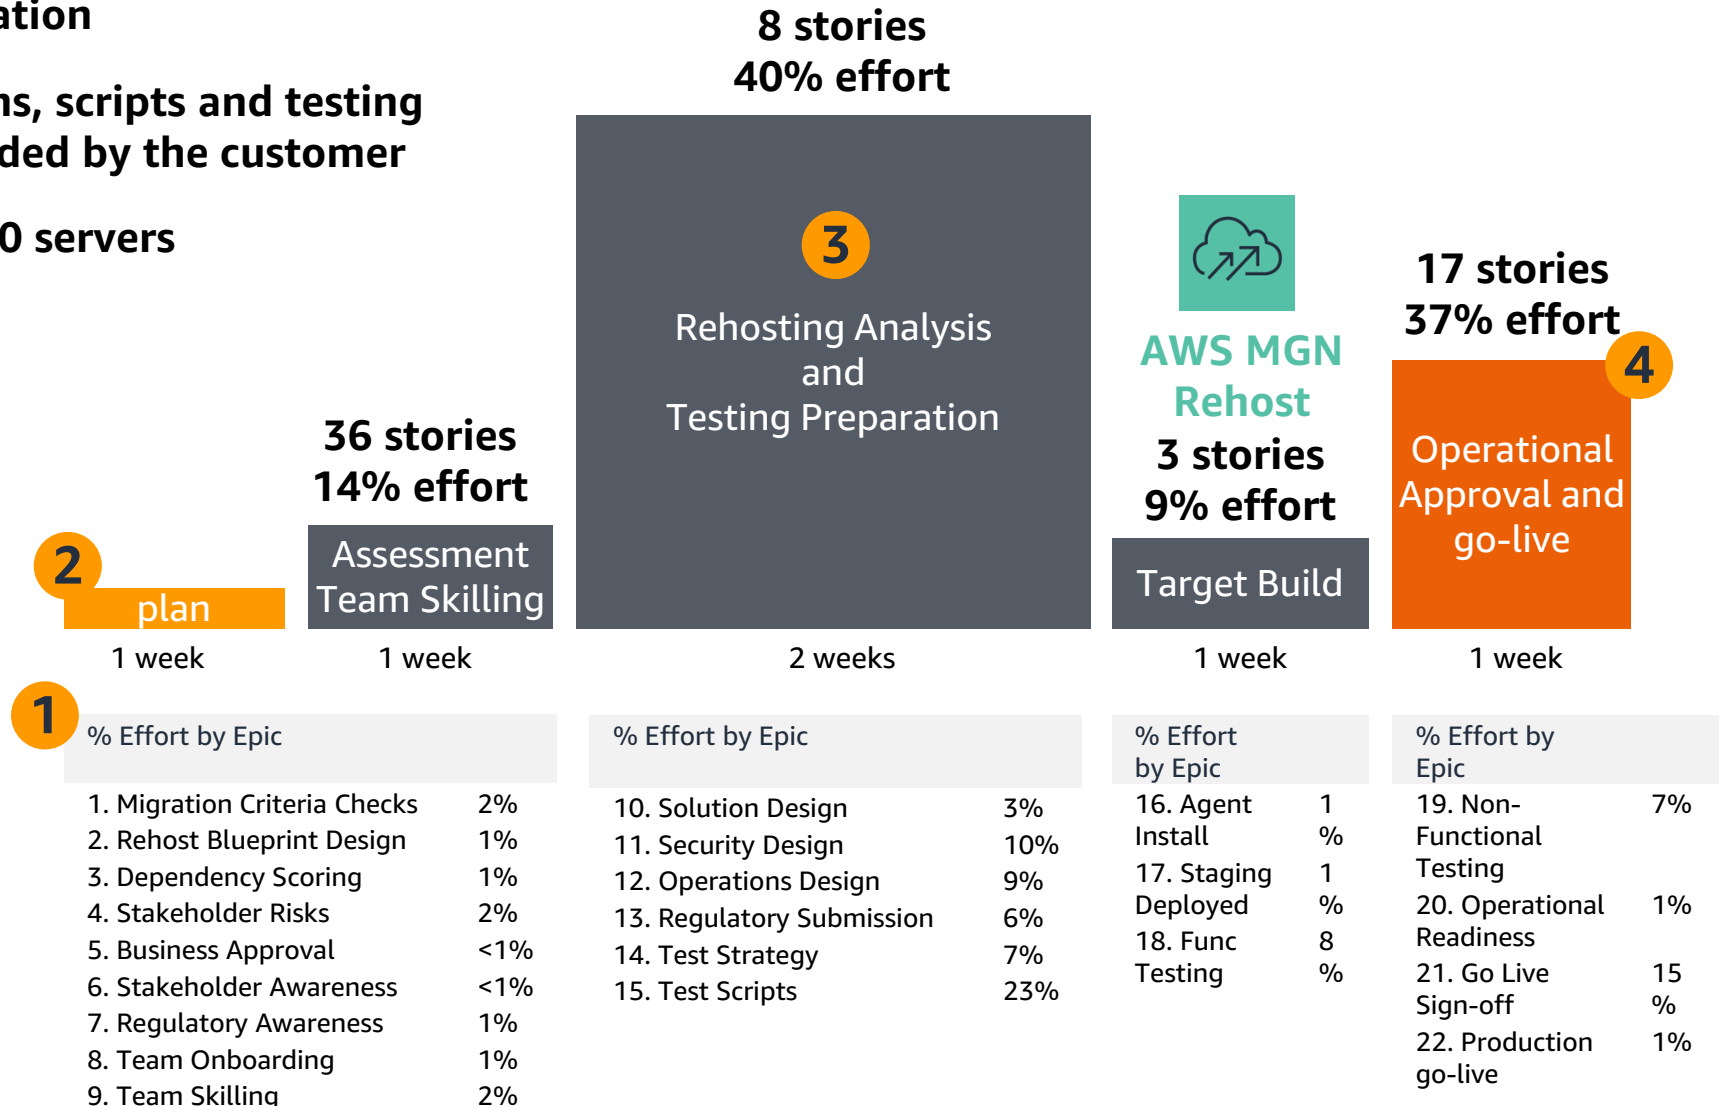 ation
ns, scripts and testing
ded by the customer
0 servers
8 stories
40% effort
3
Rehosting Analysis
and
Testing Preparation
AWS MGN
Rehost
3 stories
9% effort
Target Build
17 stories
37% effort
4
Operational
Approval and
go-live
36 stories
14% effort
Assessment
Team Skilling
2
plan
1 week
1 week
2 weeks
1 week
1 week
1
% Effort by Epic
1. Migration Criteria Checks 2%
2. Rehost Blueprint Design 1%
3. Dependency Scoring 1%
4. Stakeholder Risks 2%
5. Business Approval <1%
6. Stakeholder Awareness <1%
7. Regulatory Awareness 1%
8. Team Onboarding 1%
9. Team Skilling 2%
% Effort by Epic
10. Solution Design 3%
11. Security Design 10%
12. Operations Design 9%
13. Regulatory Submission 6%
14. Test Strategy 7%
15. Test Scripts 23%
% Effort
by Epic
16. Agent 1
Install %
17. Staging 1
Deployed %
18. Func 8
Testing %
% Effort by
Epic
19. Non- 7%
Functional
Testing
20. Operational 1%
Readiness
21. Go Live 15
Sign-off %
22. Production 1%
go-live